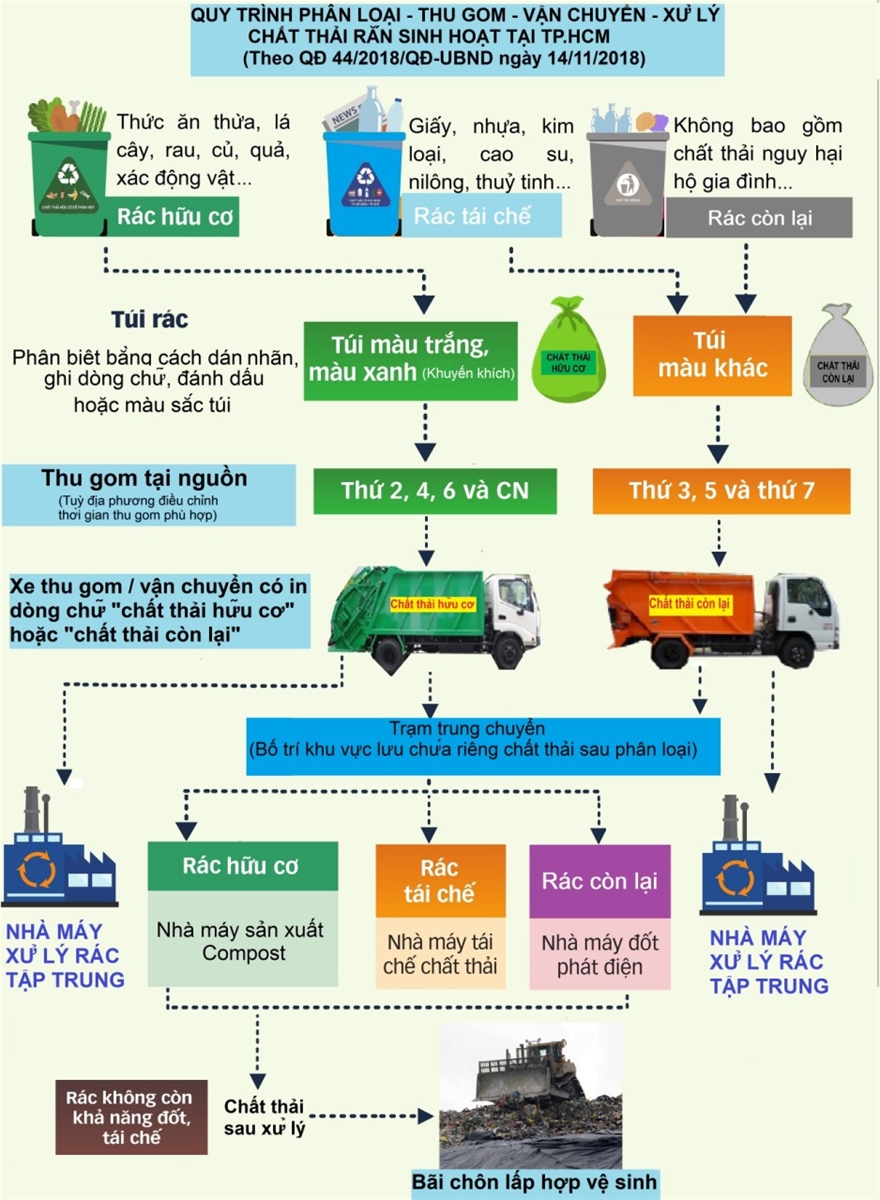 QUY TRÌNH PHÂN LOẠI - THU GOM - VẬN CHUYỂN - XỬ LÝ
CHẤT THẢI RẮN SINH HOẠT TẠI TP.HCM
(Theo QĐ 44/2018/QĐ-UBND ngày 14/11/2018)
Thức ăn thừa, lá
cây, rau, củ, quả,
xác động vật...
Rác hữu cơ
NEWS
Giấy, nhựa, kim
loại, cao su,
nilông, thuỷ tinh...
Rác tái chế
Không bao gồm
chất thải nguy hại
hộ gia đình...
Rác còn lại
Túi rác
Phân biệt bằng cách dán nhãn,
ghi dòng chữ, đánh dấu
hoặc màu sắc túi
Túi màu trắng,
màu xanh (Khuyến khích)
CHẤT THẢI
HỮU CƠ
Túi
màu khác
CHẤT THẢI
CÒN LẠI
Thu gom tại nguồn
(Tuỳ địa phương điều chỉnh
thời gian thu gom phù hợp)
Thứ 2, 4, 6 và CN
Thứ 3, 5 và thứ 7
Xe thu gom / vận chuyển có in
dòng chữ "chất thải hữu cơ"
hoặc "chất thải còn lại"
Chất thải hữu cơ
Chất thải còn lại
Trạm trung chuyển
(Bố trí khu vực lưu chưa riêng chất thải sau phân loại)
Rác hữu cơ
Nhà máy sản xuất
Compost
Rác
tái chế
Nhà máy tái
chế chất thải
Rác còn lại
Nhà máy đốt
phát điện
NHÀ MÁY
XỬ LÝ RÁC
TẬP TRUNG
NHÀ MÁY
XỬ LÝ RÁC
TẬP TRUNG
Rác không còn
khả năng đốt,
tái chế
Chất thải
sau xử lý
Bãi chôn lấp hợp vệ sinh